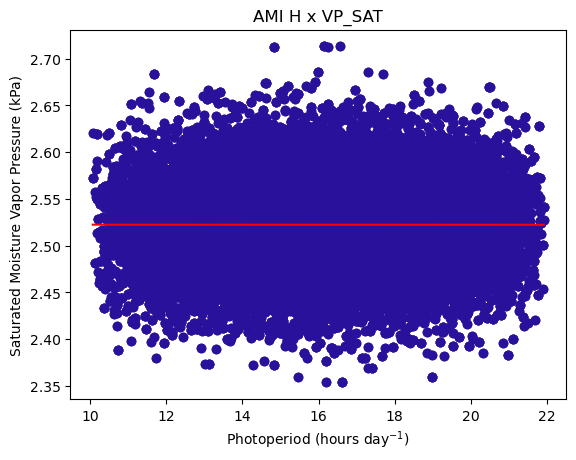 AMI H x VP_SAT
Saturated Moisture Vapor Pressure (kPa)
2.70
2.65
2.60
2.55
2.50
2.45
2.40
2.35
10 12 14 16 18 20 22
Photoperiod (hours day⁻¹)